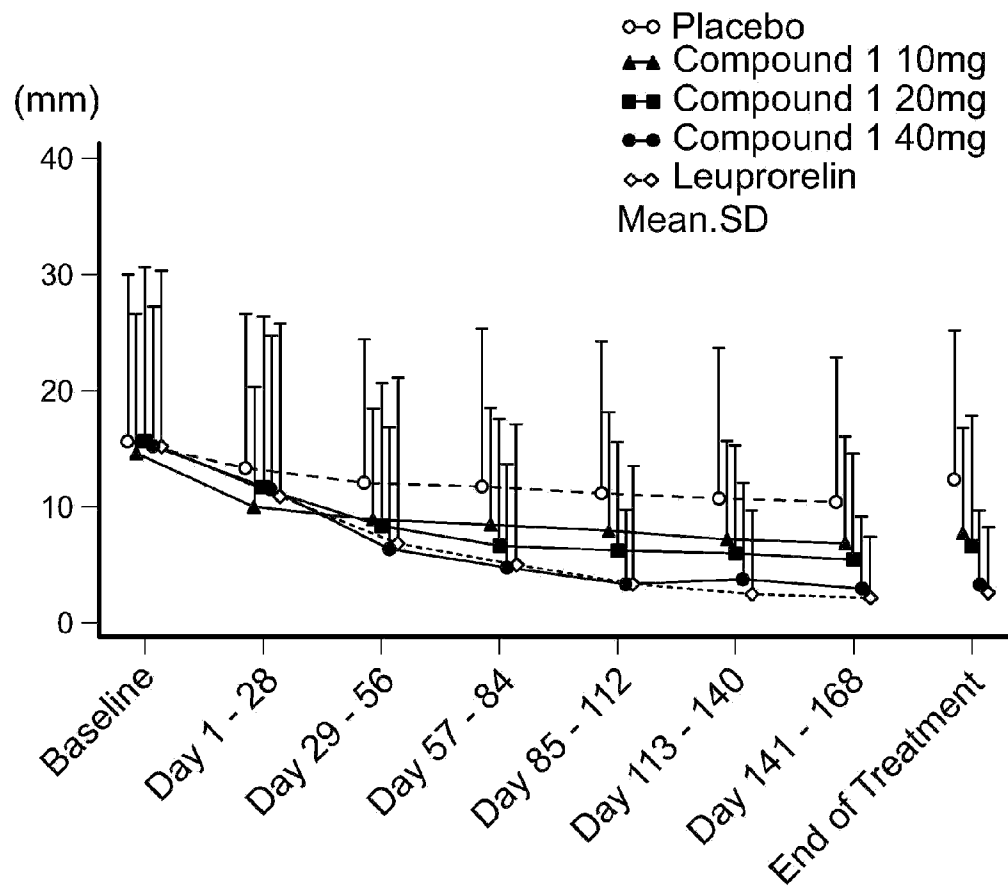 Placebo
Compound 1 10mg
(mm)
Compound 1 20mg
Compound 1 40mg
Leuprorelin
Mean.SD
40
30
20
10
0
Baseline
Day 1 - 28
Day 29 - 56
Day 57 - 84
Day 85 - 112
Day 113 - 140
Day 141 - 168
End of Treatment